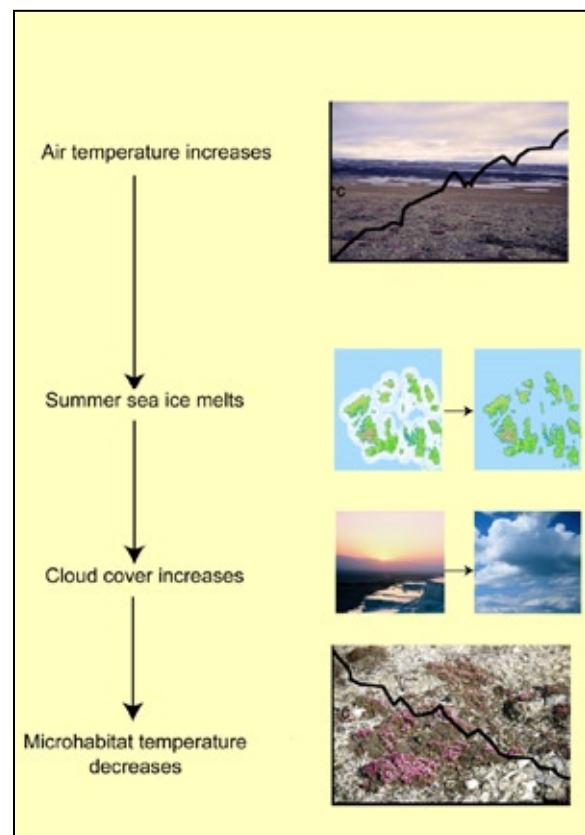 Air temperature increases
°C
Summer sea ice melts
Cloud cover increases
°C
Microhabitat temperature
decreases